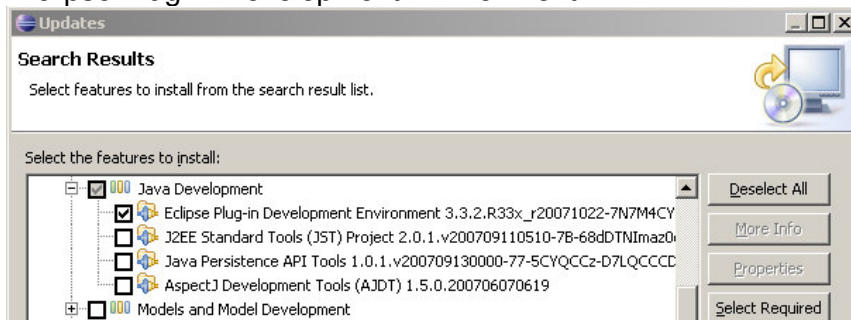 Updates
Search Results
Select features to install from the search result list.
Select the features to install:
Java Development
Deselect All
Eclipse Plug-in Development Environment 3.3.2.R33x_r20071022-7N7M4CY
J2EE Standard Tools (JST) Project 2.0.1.v200709110510-7B-68dDTNImaz0
More Info
Java Persistence API Tools 1.0.1.v200709130000-77-5CYQCCz-D7LQCCCD
Properties
AspectJ Development Tools (AJDT) 1.5.0.200706070619
Models and Model Development
Select Required